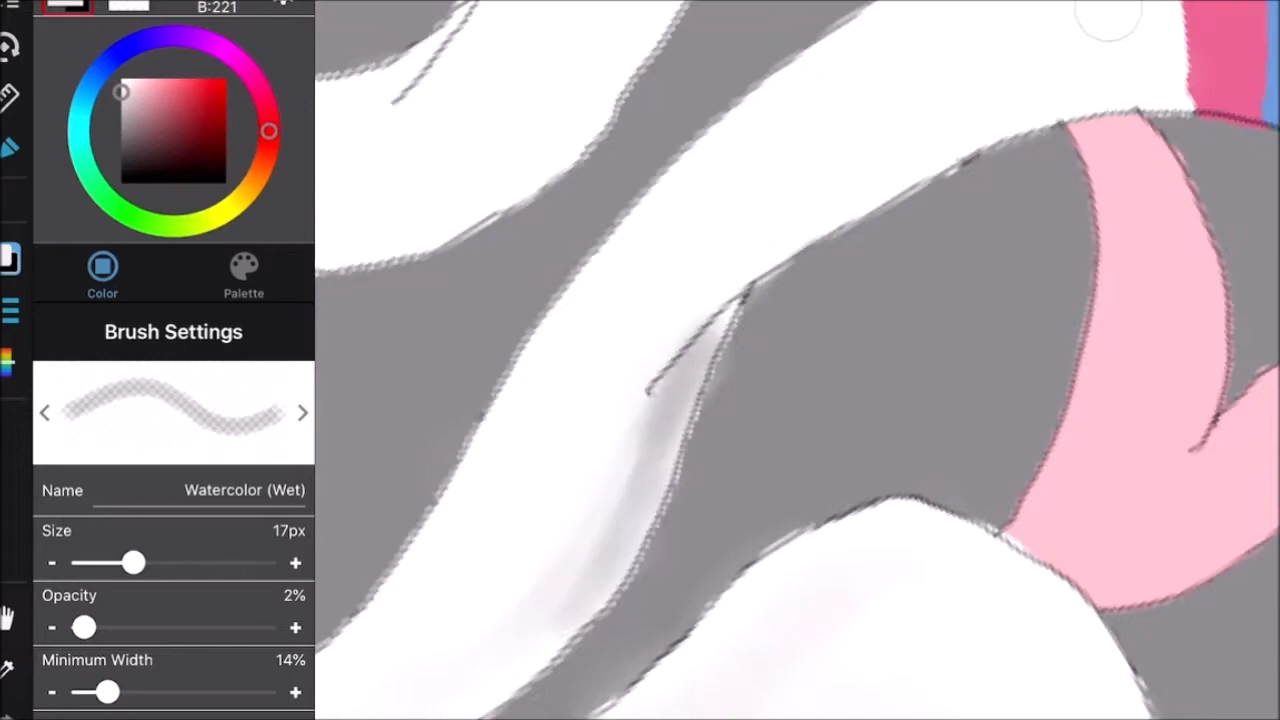 B:221
Color
Palette
Brush Settings
Name Watercolor (Wet)
Size 17px
- +
Opacity 2%
- +
Minimum Width 14%
- +